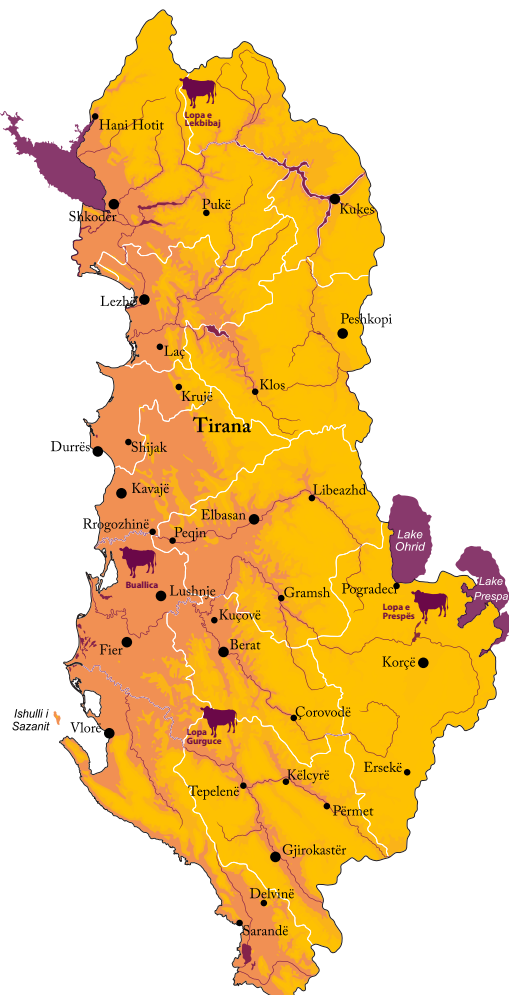 Lopa e
Lekbibaj
Hani Hotit
Pukë
Kukes
Shkodër
Lezhë
Peshkopi
Laç
Klos
Krujë
Tirana
Durrës
Shijak
Kavajë
Libeazhd
Elbasan
Rrogozhinë
Peqin
Lake
Ohrid
Buallica
Lake
Prespa
Lushnje
Gramsh
Pogradeci
Lopa e
Prespës
Kuçovë
Fier
Berat
Korçë
Ishulli i
Sazanit
Vlorë
Çorovodë
Lopa
Gurguce
Ersekë
Këlcyrë
Tepelenë
Përmet
Gjirokastër
Delvinë
Sarandë